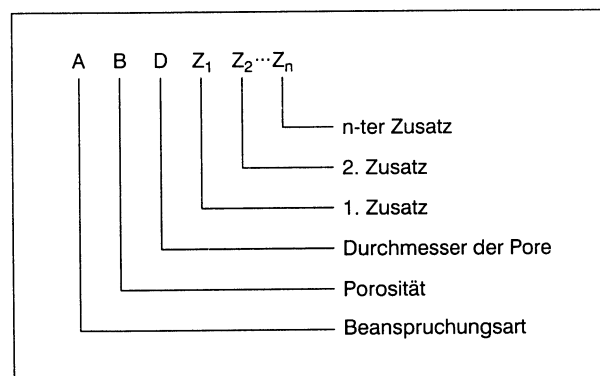 A B D Z₁ Z₂···Zₙ
n-ter Zusatz
2. Zusatz
1. Zusatz
Durchmesser der Pore
Porosität
Beanspruchungsart